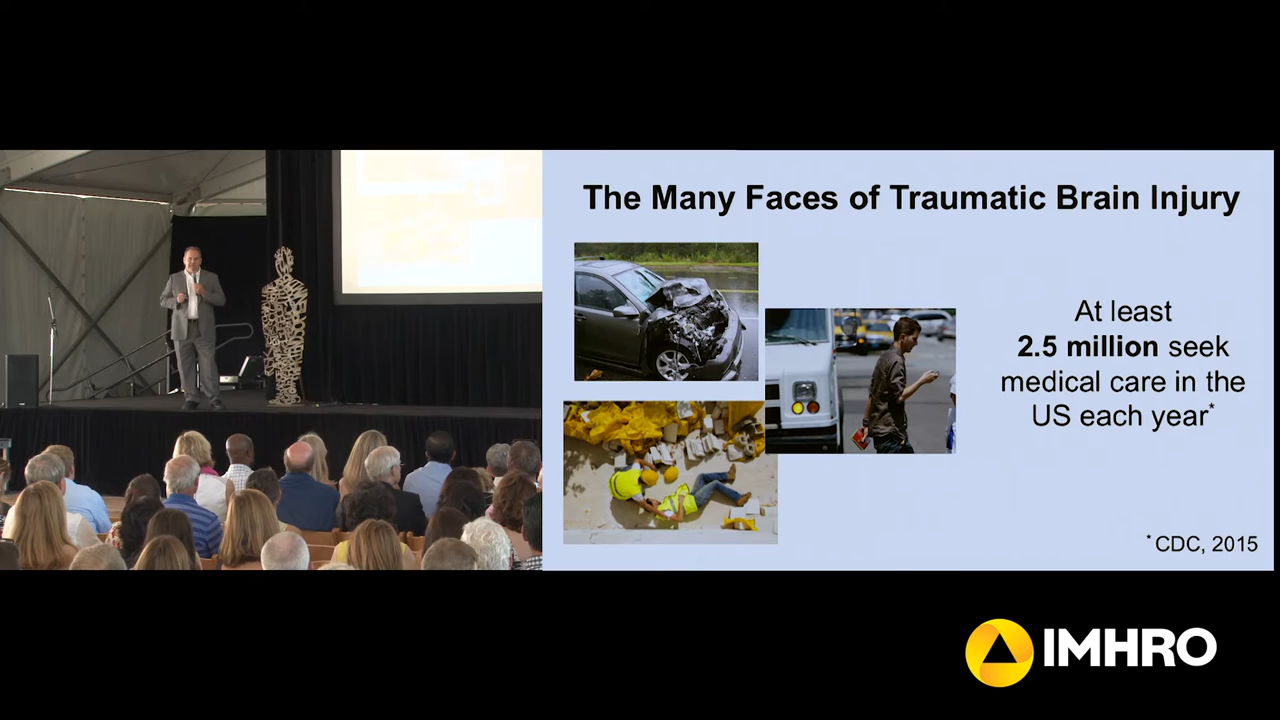 The Many Faces of Traumatic Brain Injury
At least
2.5 million seek
medical care in the
US each year*
*CDC, 2015
IMHRO